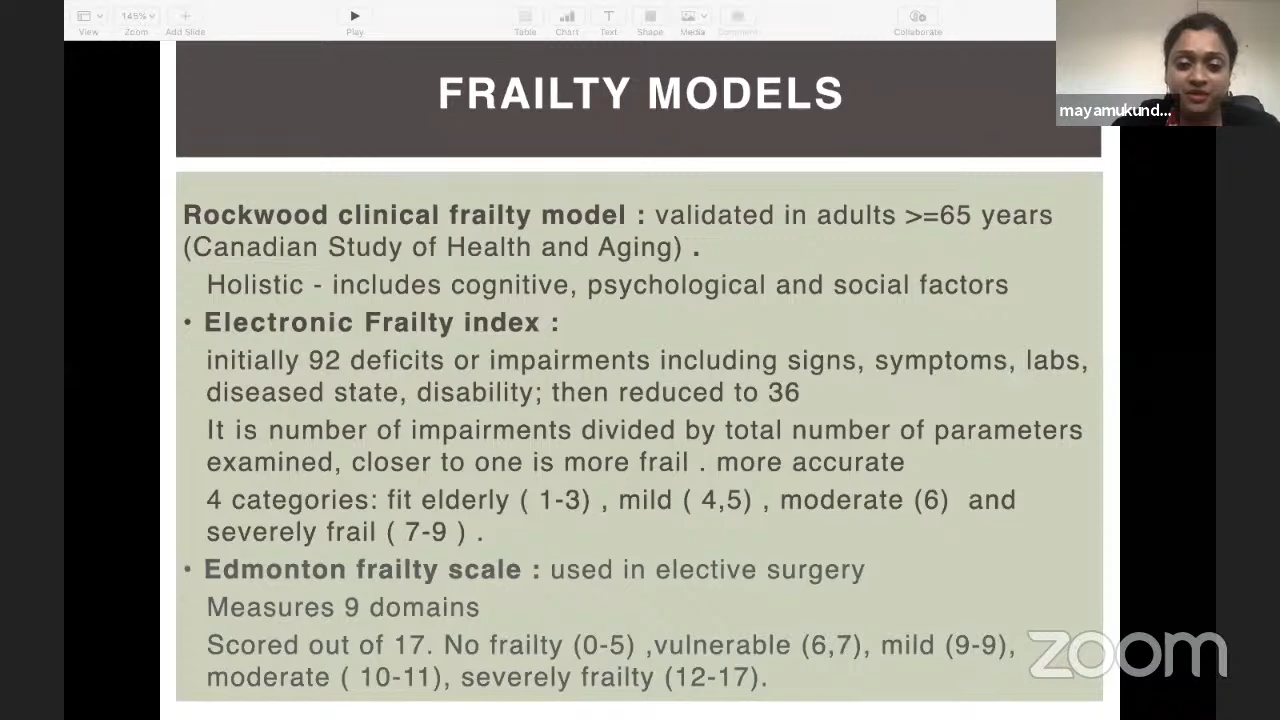 View
145%
Zoom
Add Slide
Play
Table
Chart
Text
Shape
Media
Comment
Collaborate
mayamukund...
FRAILTY MODELS
Rockwood clinical frailty model : validated in adults >=65 years
(Canadian Study of Health and Aging) .
Holistic - includes cognitive, psychological and social factors
• Electronic Frailty index :
initially 92 deficits or impairments including signs, symptoms, labs,
diseased state, disability; then reduced to 36
It is number of impairments divided by total number of parameters
examined, closer to one is more frail . more accurate
4 categories: fit elderly ( 1-3) , mild ( 4,5) , moderate (6) and
severely frail ( 7-9 ) .
• Edmonton frailty scale : used in elective surgery
Measures 9 domains
Scored out of 17. No frailty (0-5) ,vulnerable (6,7), mild (9-9),
moderate ( 10-11), severely frailty (12-17).
zoom